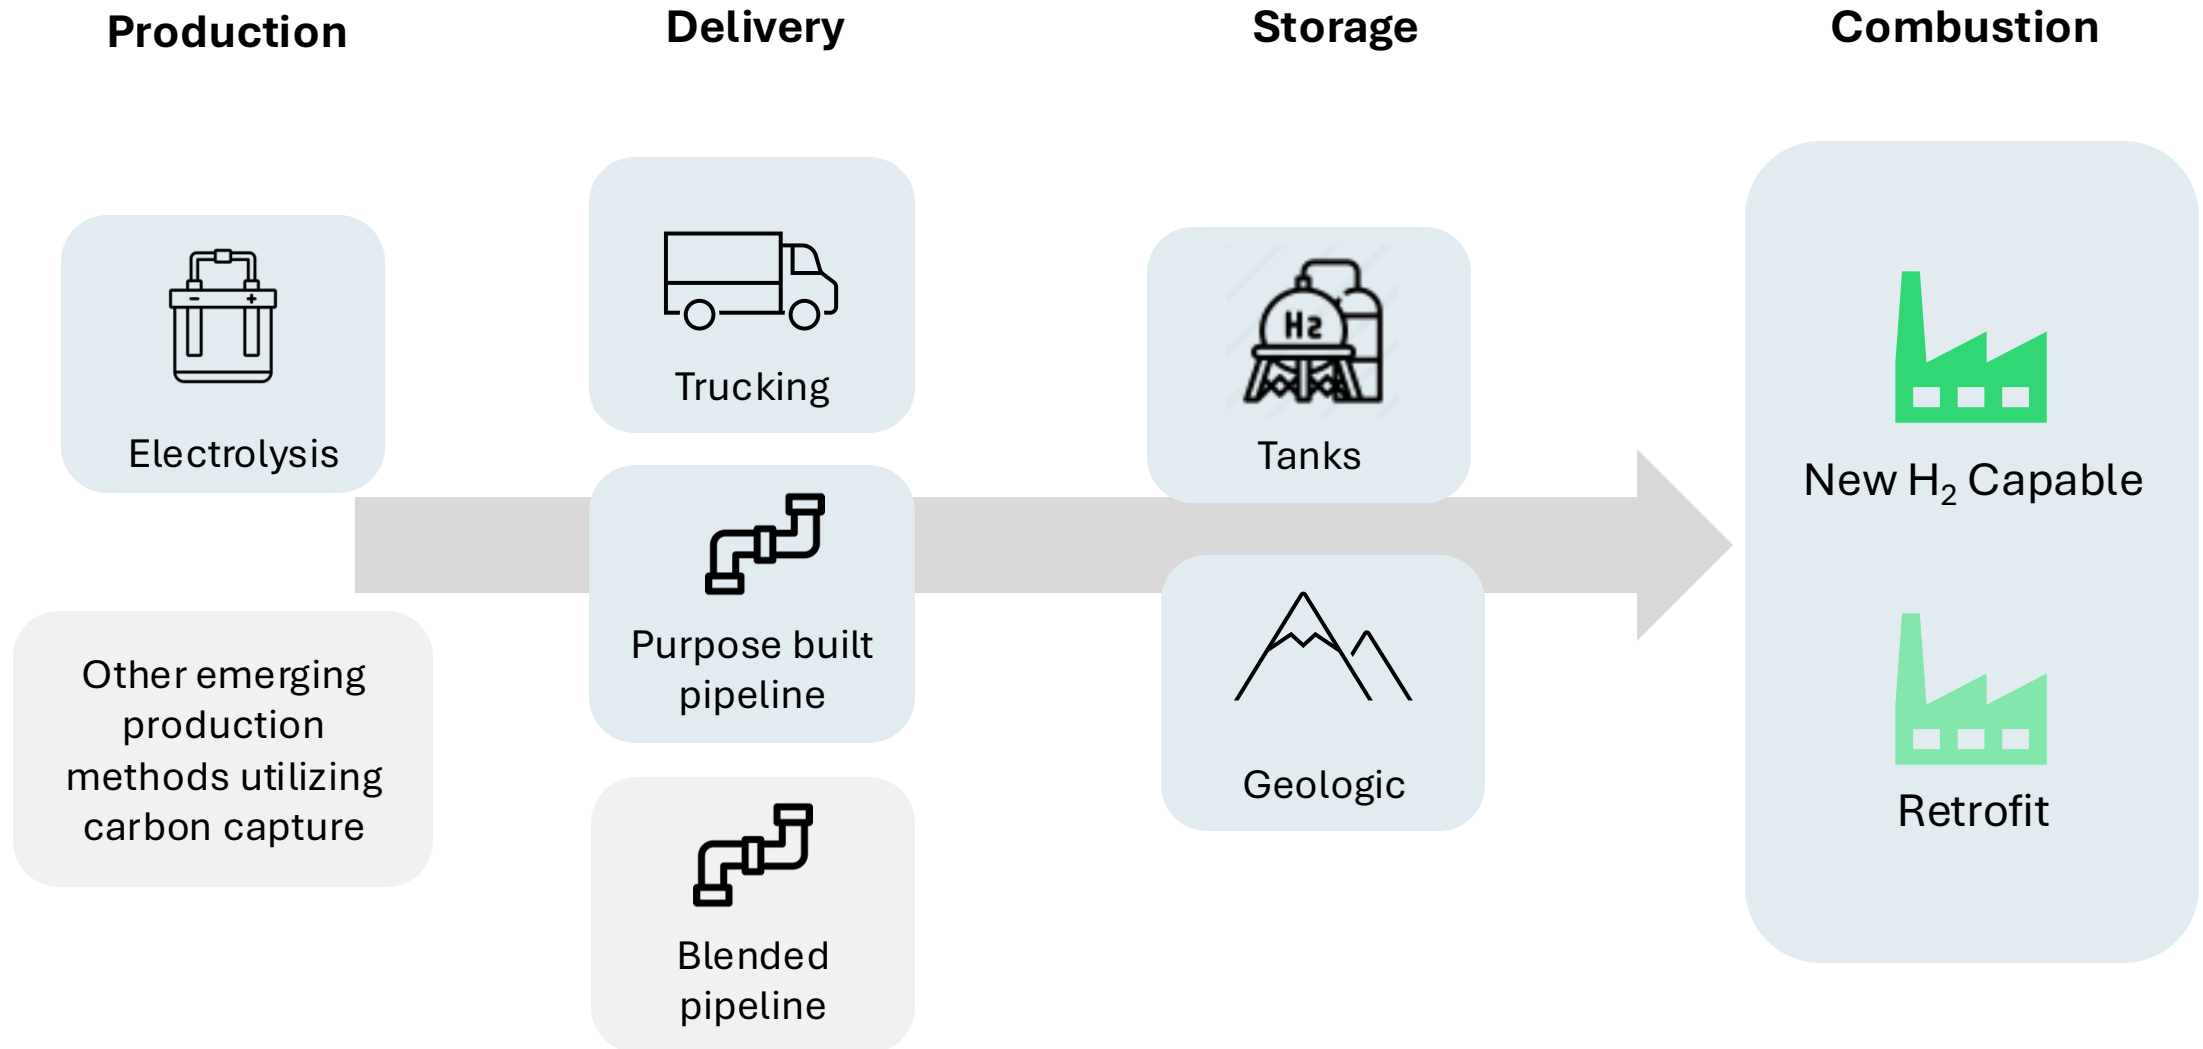 Production
Delivery
Storage
Combustion
Electrolysis
Other emerging
production
methods utilizing
carbon capture
Trucking
Purpose built
pipeline
Blended
pipeline
H2
Tanks
Geologic
New H₂ Capable
Retrofit